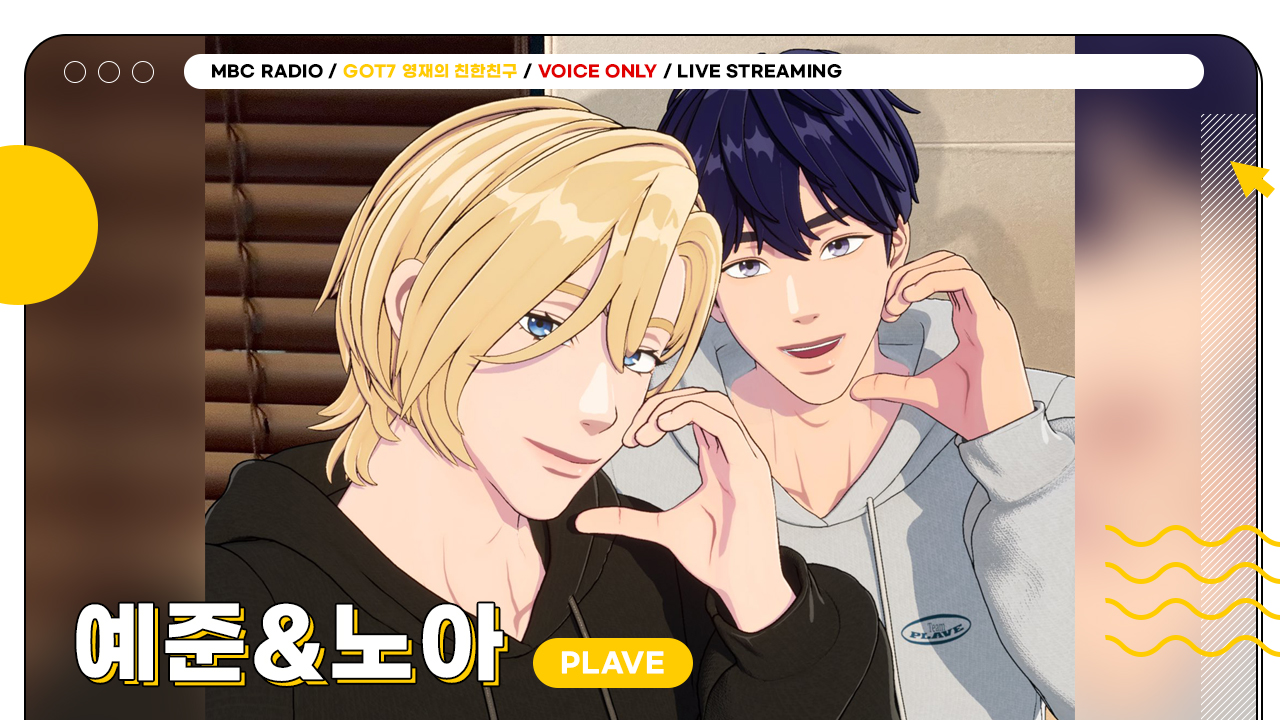 MBC RADIO / GOT7 영재의 친한친구 / VOICE ONLY / LIVE STREAMING
Team
PLAVE
예준&노아
PLAVE